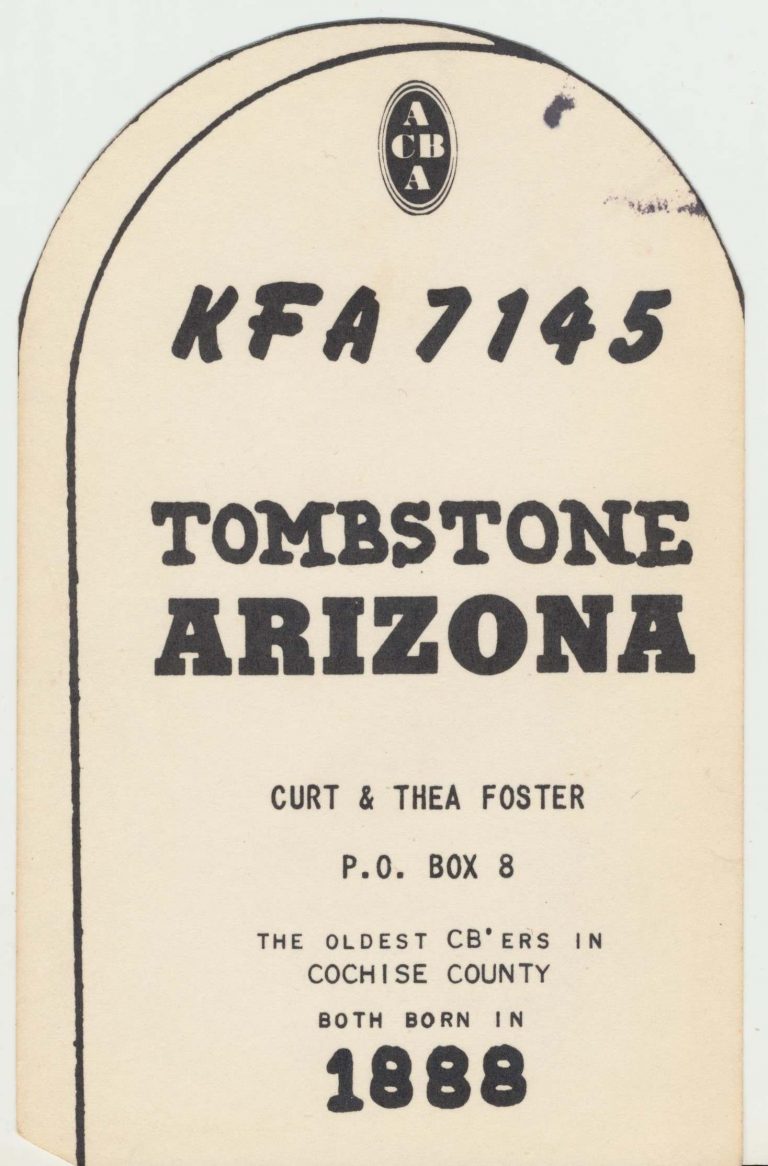 A
CB
A
KFA 7145
TOMBSTONE
ARIZONA
CURT & THEA FOSTER
P.O. BOX 8
THE OLDEST CB'ERS IN
COCHISE COUNTY
BOTH BORN IN
1888